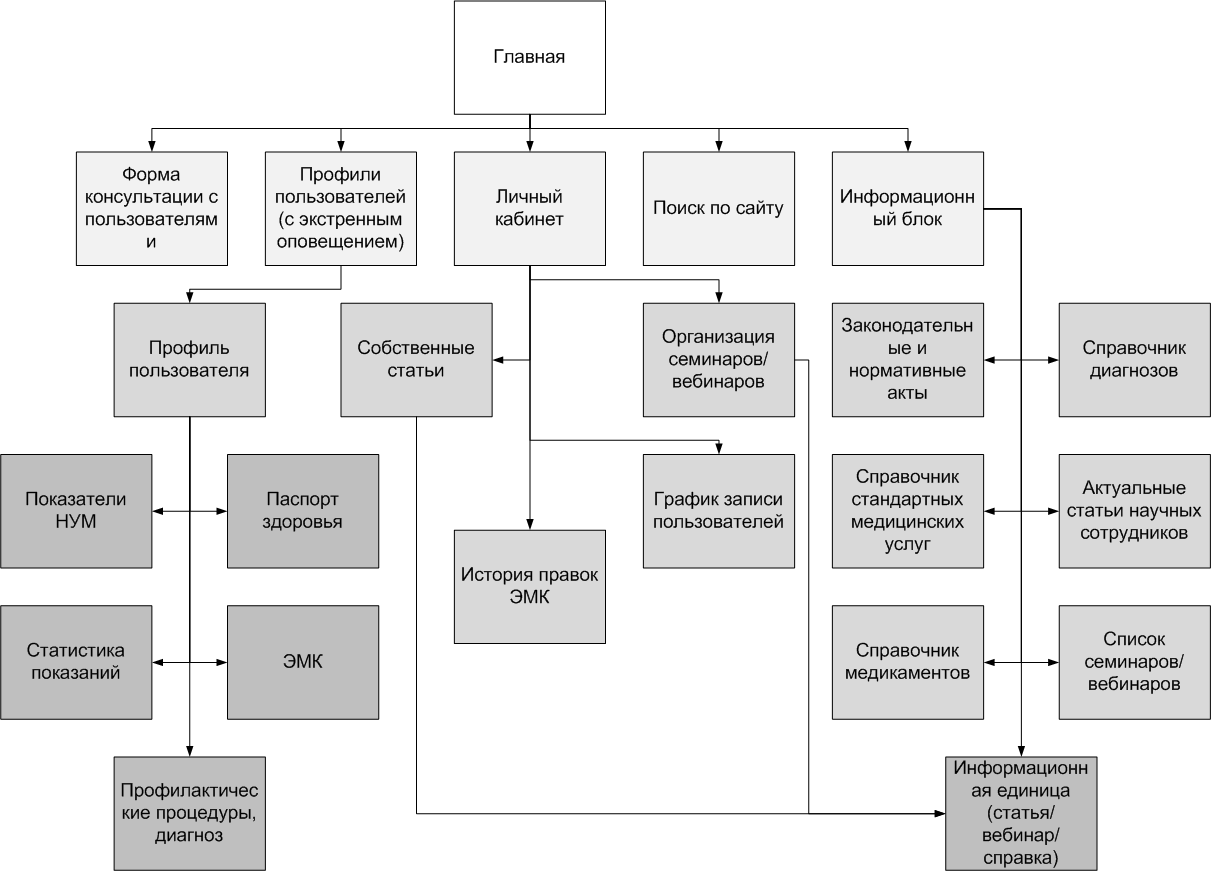 Главная
Форма
консультации с
пользователям
и
Профили
пользователей
(с экстренным
оповещением)
Личный
кабинет
Поиск по сайту
Информационн
ый блок
Профиль
пользователя
Собственные
статьи
Организация
семинаров/
вебинаров
Законодательн
ые и
нормативные
акты
Справочник
диагнозов
Показатели
НУМ
Паспорт
здоровья
График записи
пользователей
Справочник
стандартных
медицинских
услуг
Актуальные
статьи научных
сотрудников
История правок
ЭМК
Статистика
показаний
ЭМК
Справочник
медикаментов
Список
семинаров/
вебинаров
Профилактичес
кие процедуры,
диагноз
Информационн
ая единица
(статья/
вебинар/
справка)